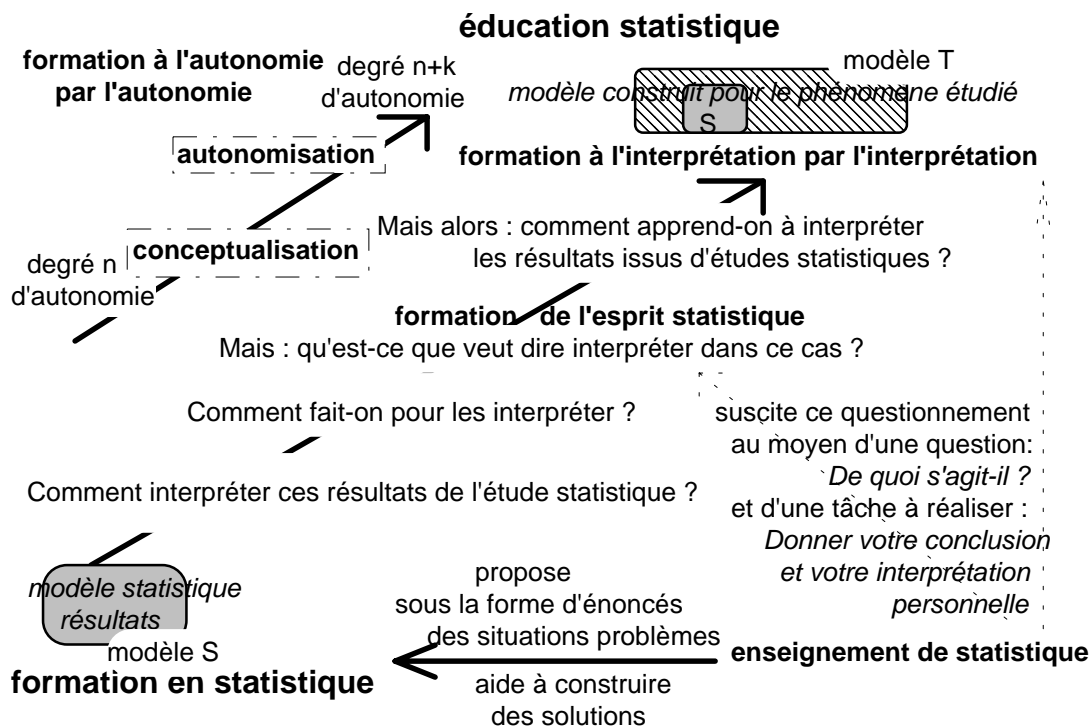 éducation statistique
formation à l'autonomie
par l'autonomie
degré n+k
d'autonomie
modèle T
modèle construit pour le phénomene étudié
S
autonomisation
formation à l'interprétation par l'interprétation
Mais alors : comment apprend-on à interpréter
les résultats issus d'études statistiques ?
conceptualisation
degré n
d'autonomie
formation de l'esprit statistique
Mais : qu'est-ce que veut dire interpréter dans ce cas ?
Comment fait-on pour les interpréter ?
suscite ce questionnement
au moyen d'une question:
De quoi s'agit-il ?
et d'une tâche à réaliser :
Donner votre conclusion
et votre interprétation
personnelle
Comment interpréter ces résultats de l'étude statistique ?
modèle statistique
résultats
modèle S
formation en statistique
propose
sous la forme d'énoncés
des situations problèmes
aide à construire
des solutions
enseignement de statistique